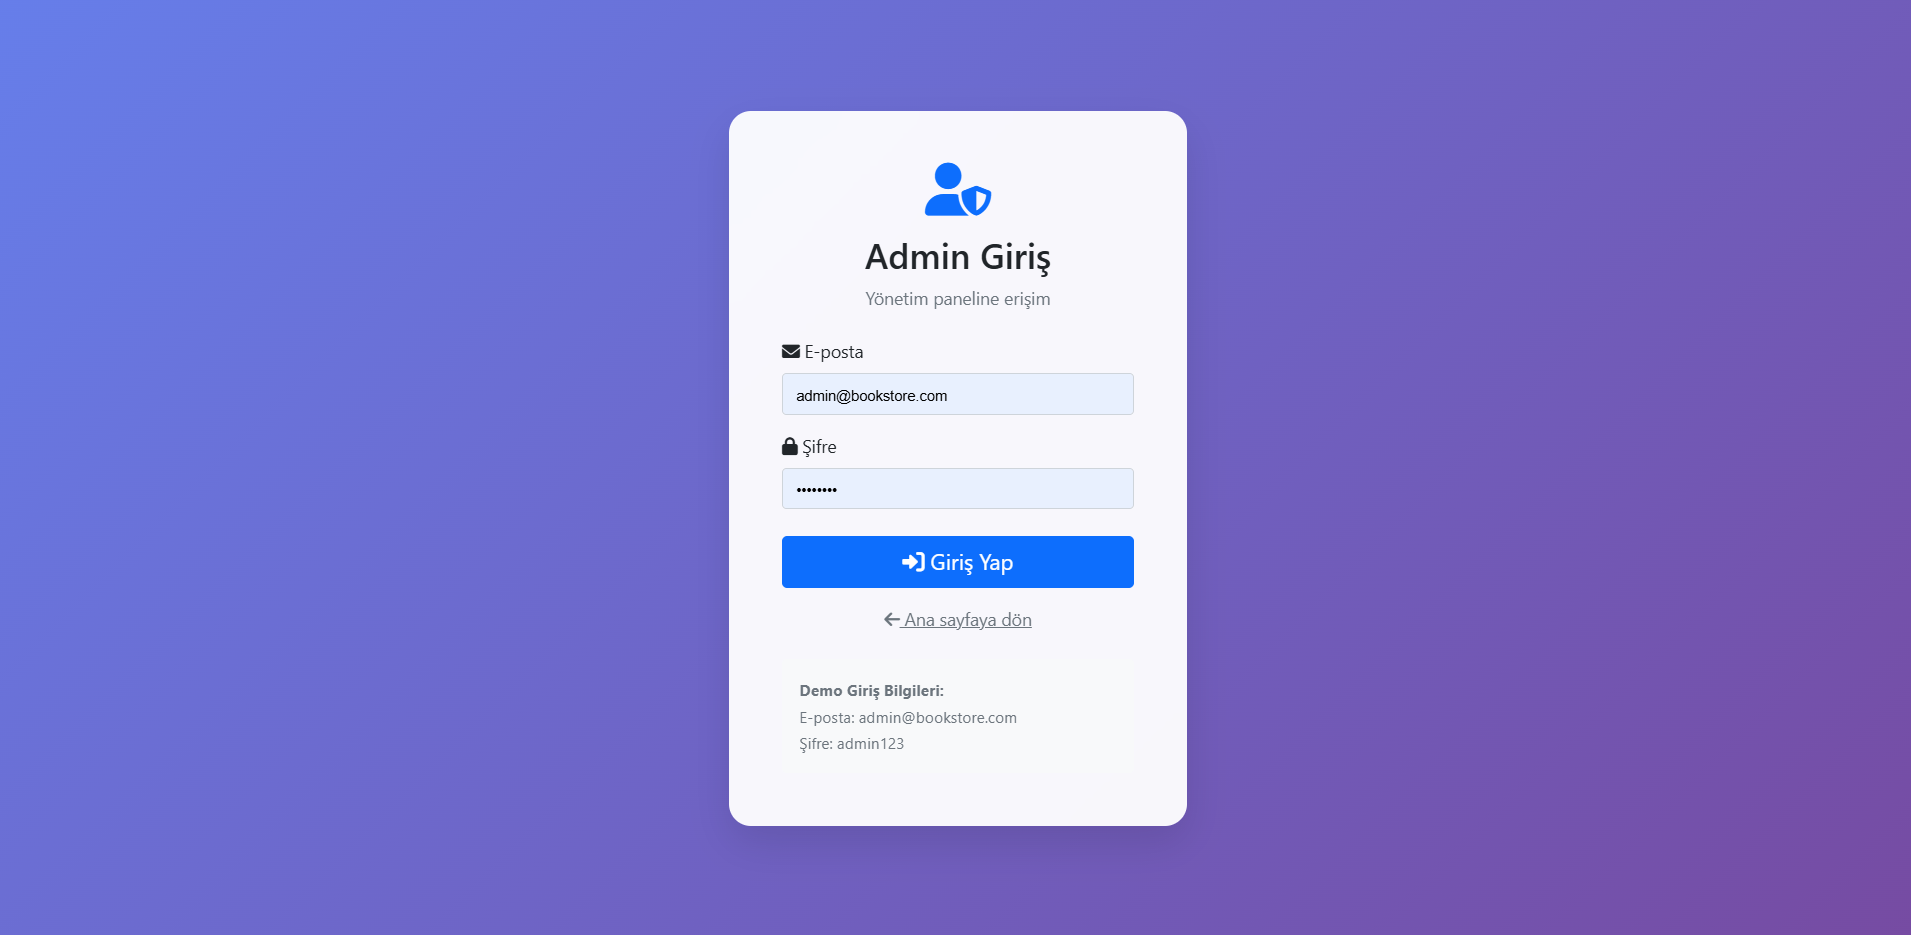 Admin Giriş
Yönetim paneline erişim
E-posta
admin@bookstore.com
Şifre
••••••••
Giriş Yap
Ana sayfaya dön
Demo Giriş Bilgileri:
E-posta: admin@bookstore.com
Şifre: admin123